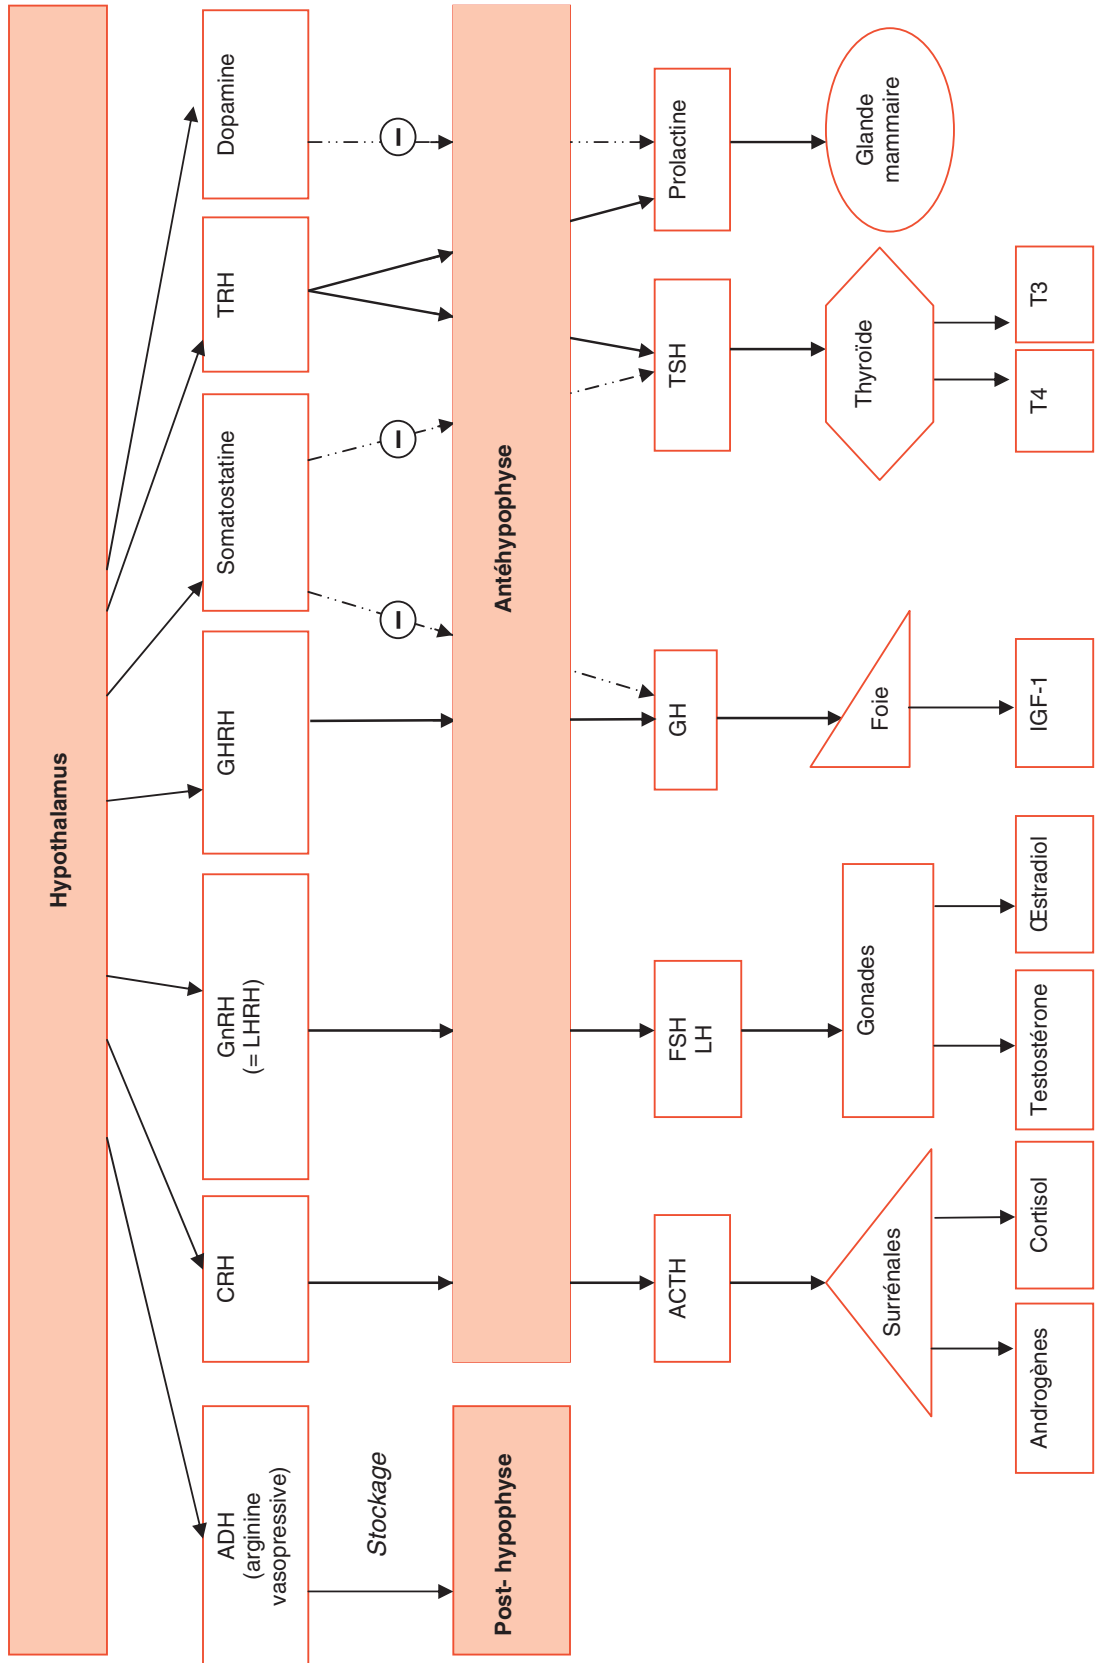 Hypothalamus
ADH
(arginine
vasopressive)
CRH
GnRH
(= LHRH)
GHRH
Somatostatine
TRH
Dopamine
Stockage
−
−
−
Post- hypophyse
Antéhypophyse
ACTH
FSH
LH
GH
TSH
Prolactine
Surrénales
Gonades
Foie
Thyroïde
Glande
mammaire
Androgènes
Cortisol
Testostérone
Œstradiol
IGF-1
T4
T3